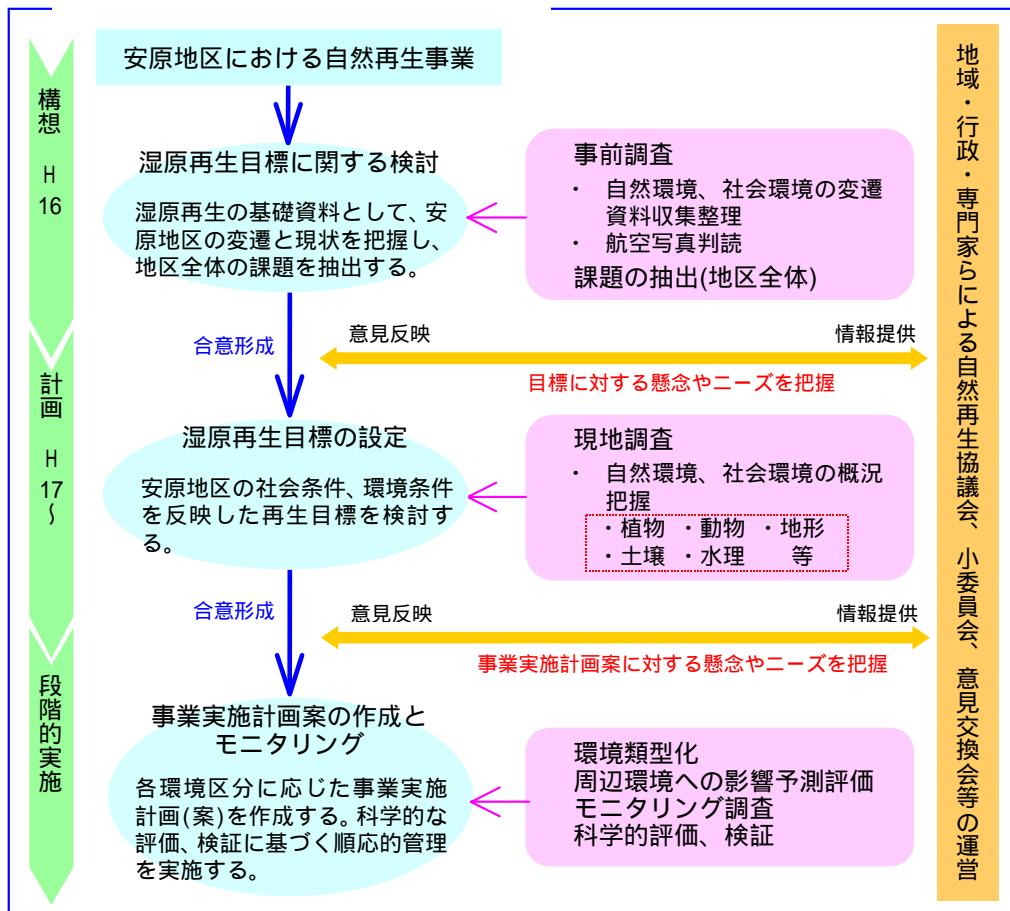 安原地区における自然再生事業
構想 H16
湿原再生目標に関する検討
湿原再生の基礎資料として、安
原地区の変遷と現状を把握し、
地区全体の課題を抽出する。
事前調査
・ 自然環境、社会環境の変遷
資料収集整理
・ 航空写真判読
課題の抽出(地区全体)
合意形成
意見反映
情報提供
目標に対する懸念やニーズを把握
計画 H17~
湿原再生目標の設定
安原地区の社会条件、環境条件
を反映した再生目標を検討す
る。
現地調査
・ 自然環境、社会環境の概況
把握
・植物 ・動物 ・地形
・土壌 ・水理 等
合意形成
意見反映
情報提供
事業実施計画案に対する懸念やニーズを把握
段階的実施
事業実施計画案の作成と
モニタリング
各環境区分に応じた事業実施
計画(案)を作成する。科学的な
評価、検証に基づく順応的管理
を実施する。
環境類型化
周辺環境への影響予測評価
モニタリング調査
科学的評価、検証
地域・行政・専門家らによる自然再生協議会、小委員会、意見交換会等の運営